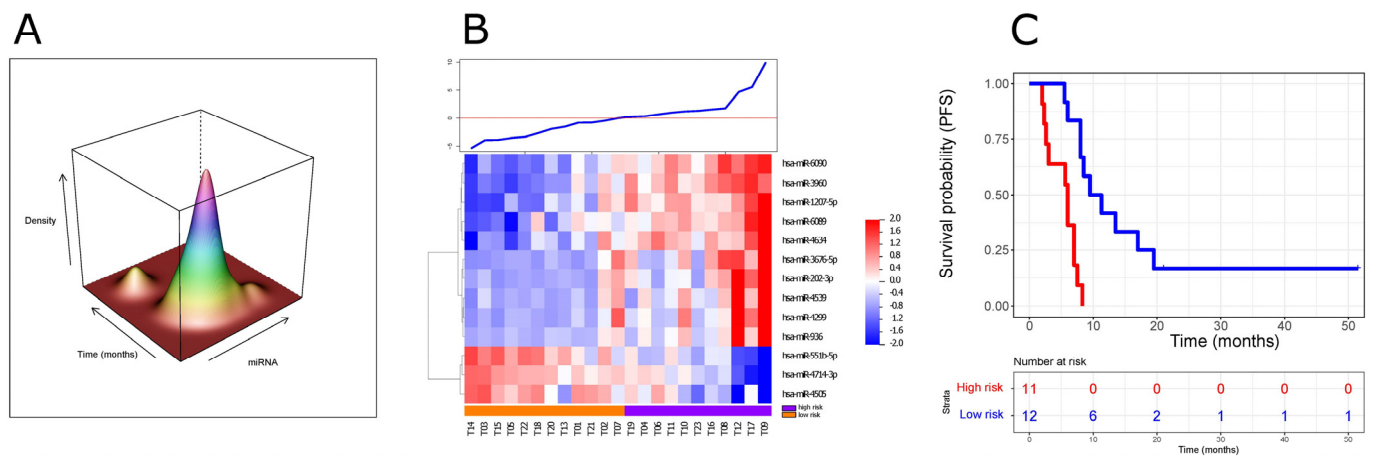 A
B
C
Density
Time (months)
miRNA
10
5
0
-5
hsa-miR-6090
hsa-miR-3960
hsa-miR-1207-5p
hsa-miR-6089
hsa-miR-4634
hsa-miR-3676-5p
hsa-miR-202-3p
hsa-miR-4539
hsa-miR-1299
hsa-miR-936
hsa-miR-551b-5p
hsa-miR-4714-3p
hsa-miR-4505
2.0
1.6
1.2
0.8
0.4
0.0
-0.4
-0.8
-1.2
-1.6
-2.0
high risk
low risk
T14 T03 T15 T05 T22 T18 T20 T13 T01 T21 T02 T07 T19 T04 T06 T11 T10 T23 T16 T08 T12 T17 T09
Survival probability (PFS)
1.00
0.75
0.50
0.25
0.00
0 10 20 30 40 50
Time (months)
Number at risk
Strata
High risk 11 0 0 0 0 0
Low risk 12 6 2 1 1 1
0 10 20 30 40 50
Time (months)